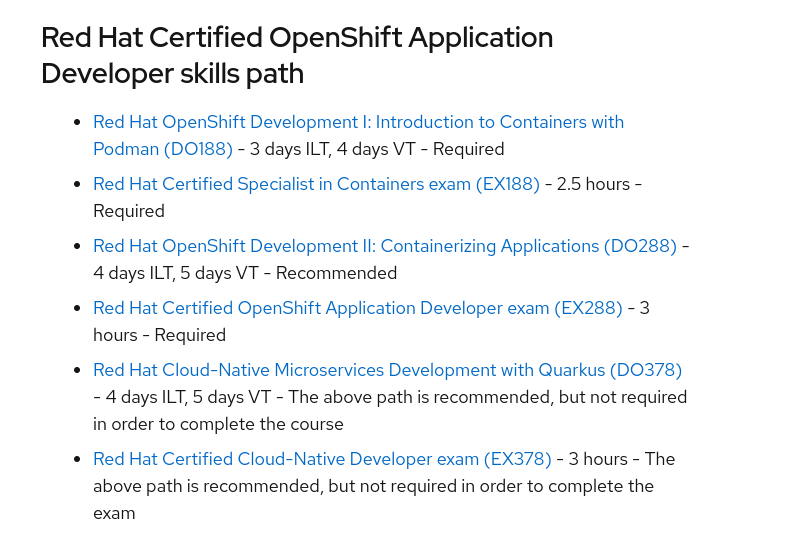 Red Hat Certified OpenShift Application
Developer skills path
• Red Hat OpenShift Development I: Introduction to Containers with
Podman (DO188) - 3 days ILT, 4 days VT - Required
• Red Hat Certified Specialist in Containers exam (EX188) - 2.5 hours -
Required
• Red Hat OpenShift Development II: Containerizing Applications (DO288) -
4 days ILT, 5 days VT - Recommended
• Red Hat Certified OpenShift Application Developer exam (EX288) - 3
hours - Required
• Red Hat Cloud-Native Microservices Development with Quarkus (DO378)
- 4 days ILT, 5 days VT - The above path is recommended, but not required
in order to complete the course
• Red Hat Certified Cloud-Native Developer exam (EX378) - 3 hours - The
above path is recommended, but not required in order to complete the
exam